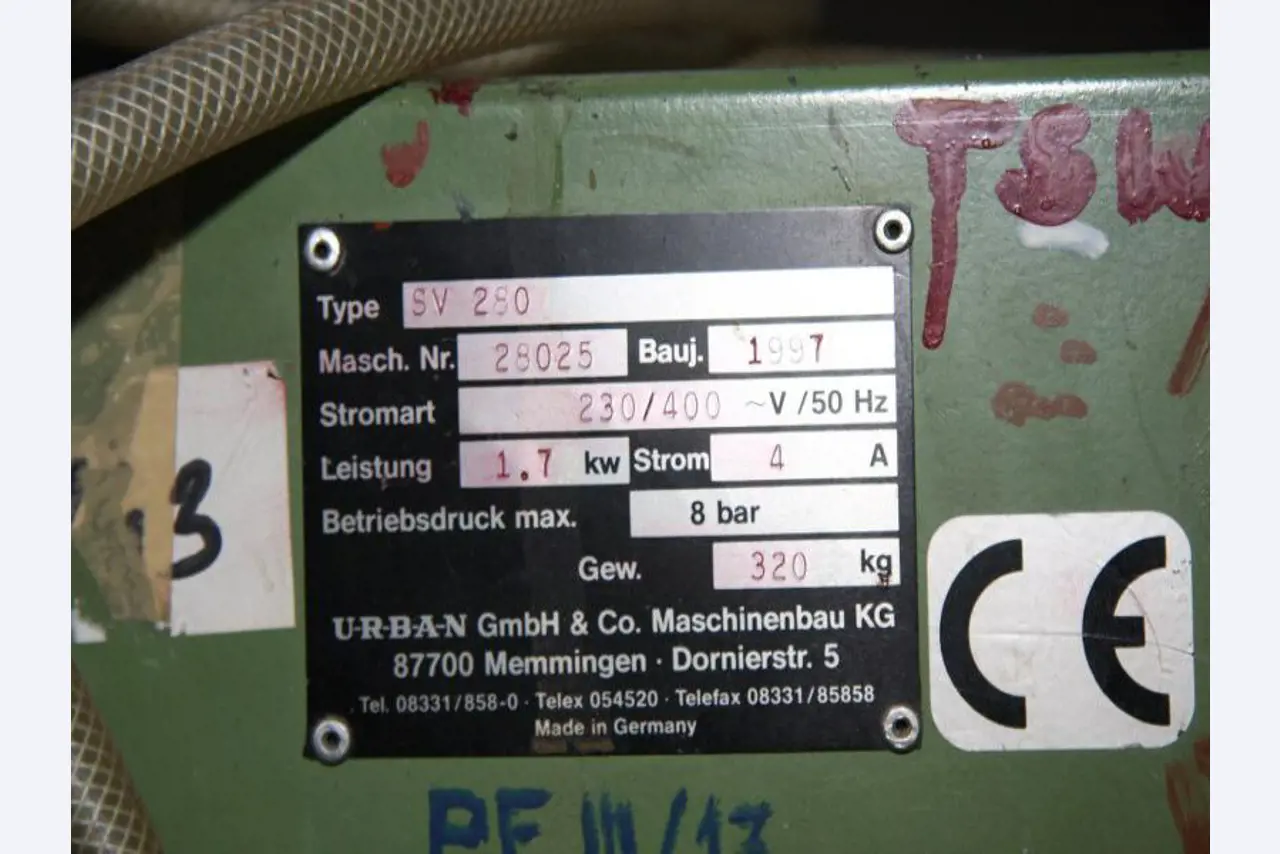 TSW
Type SV 280
Masch. Nr. 28025 Bauj. 1997
Stromart 230/400 ~V /50 Hz
Leistung 1.7 kw Strom 4 A
Betriebsdruck max. 8 bar
Gew. 320 kg
3
CE
U-R-B-A-N GmbH & Co. Maschinenbau KG
87700 Memmingen · Dornierstr. 5
Tel. 08331/858-0 · Telex 054520 · Telefax 08331/85858
Made in Germany